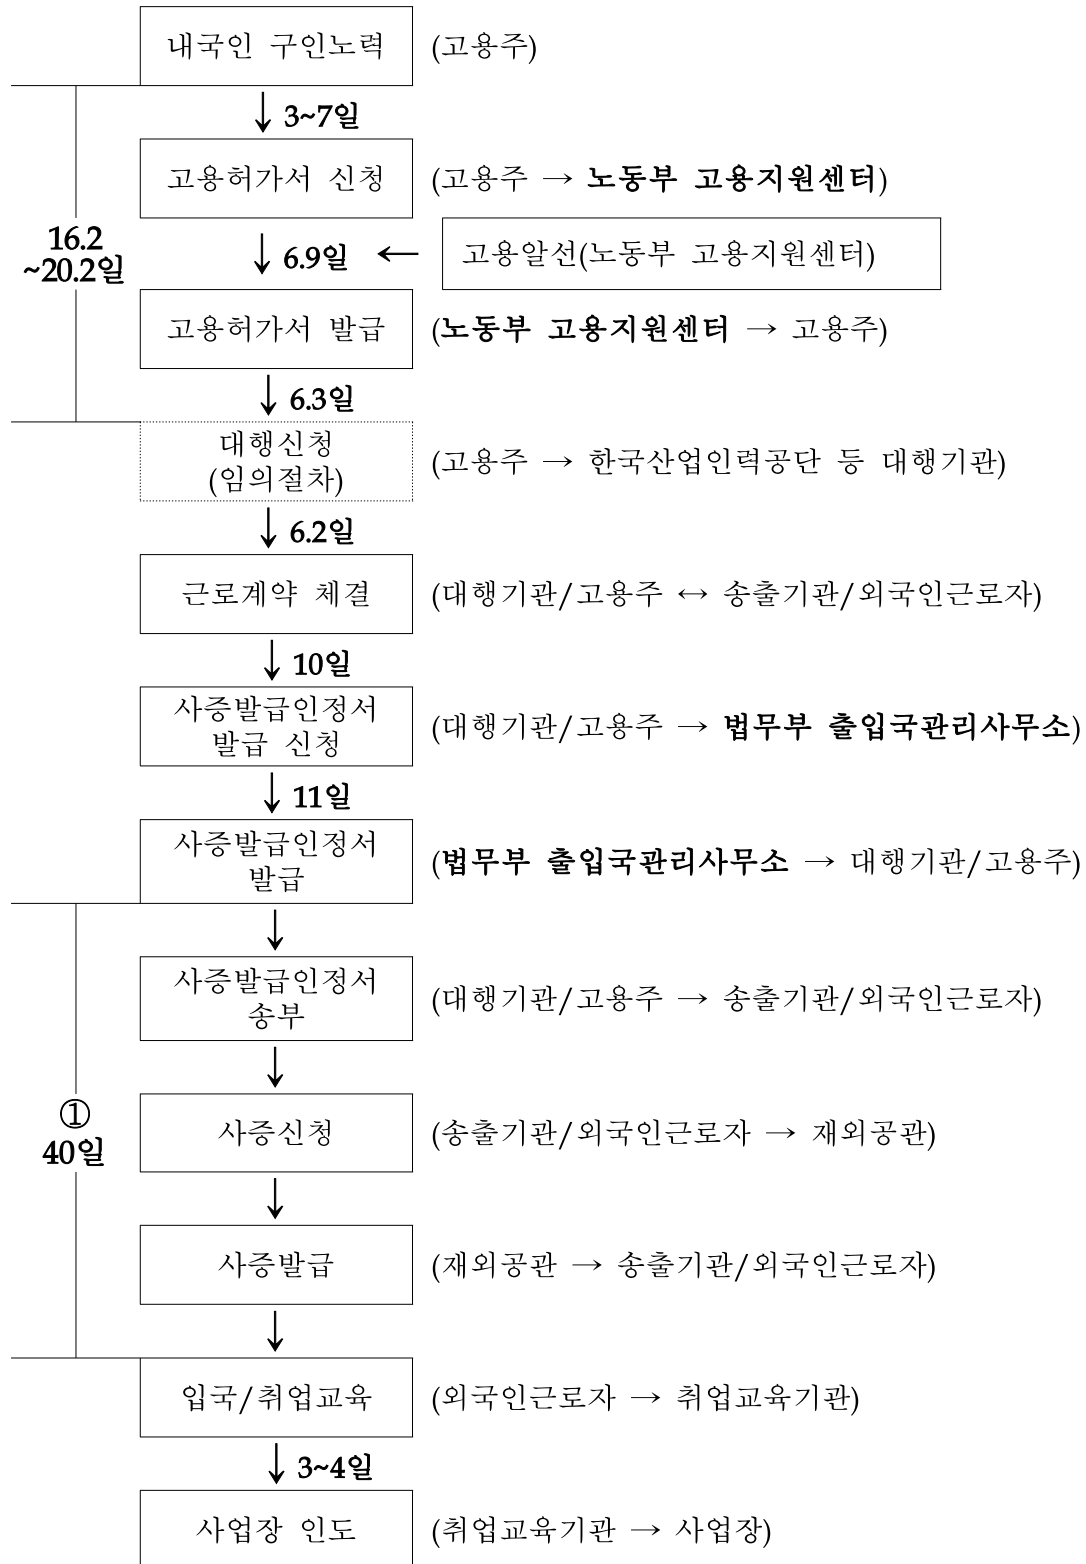 내국인 구인노력 (고용주)
↓ 3~7일
고용허가서 신청 (고용주 → 노동부 고용지원센터)
16.2
~20.2일
↓ 6.9일 ← 고용알선(노동부 고용지원센터)
고용허가서 발급 (노동부 고용지원센터 → 고용주)
↓ 6.3일
대행신청
(임의절차)
(고용주 → 한국산업인력공단 등 대행기관)
↓ 6.2일
근로계약 체결 (대행기관/고용주 ↔ 송출기관/외국인근로자)
↓ 10일
사증발급인정서
발급 신청
(대행기관/고용주 → 법무부 출입국관리사무소)
↓ 11일
사증발급인정서
발급
(법무부 출입국관리사무소 → 대행기관/고용주)
↓
사증발급인정서
송부
(대행기관/고용주 → 송출기관/외국인근로자)
↓
①
40일
사증신청 (송출기관/외국인근로자 → 재외공관)
↓
사증발급 (재외공관 → 송출기관/외국인근로자)
↓
입국/취업교육 (외국인근로자 → 취업교육기관)
↓ 3~4일
사업장 인도 (취업교육기관 → 사업장)